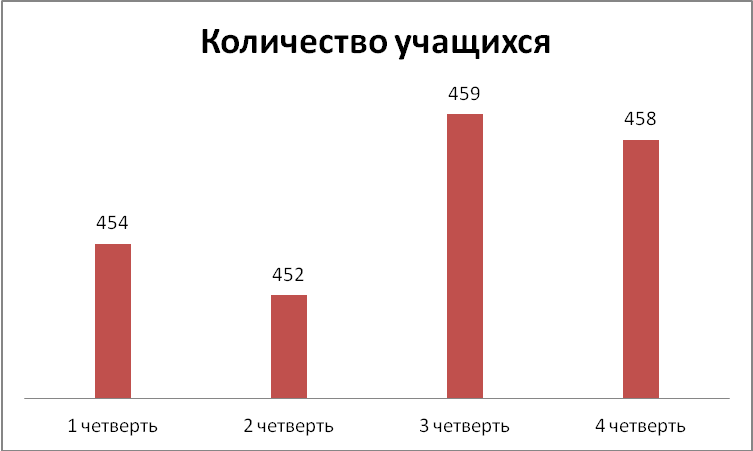 Количество учащихся
459
458
454
452
1 четверть
2 четверть
3 четверть
4 четверть